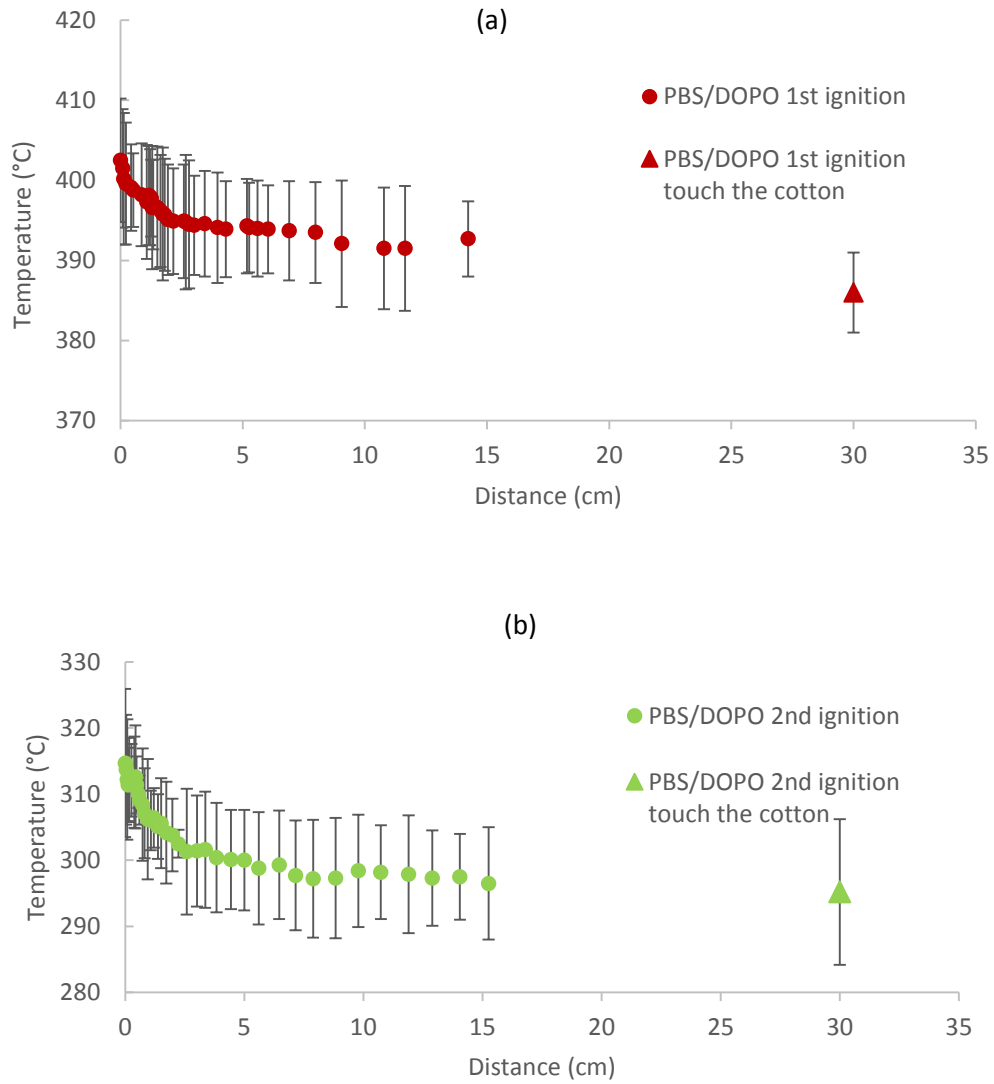 (a)
420
410
400
390
380
370
Temperature (°C)
PBS/DOPO 1st ignition
PBS/DOPO 1st ignition
touch the cotton
0 5 10 15 20 25 30 35
Distance (cm)
(b)
330
320
310
300
290
280
Temperature (°C)
PBS/DOPO 2nd ignition
PBS/DOPO 2nd ignition
touch the cotton
0 5 10 15 20 25 30 35
Distance (cm)